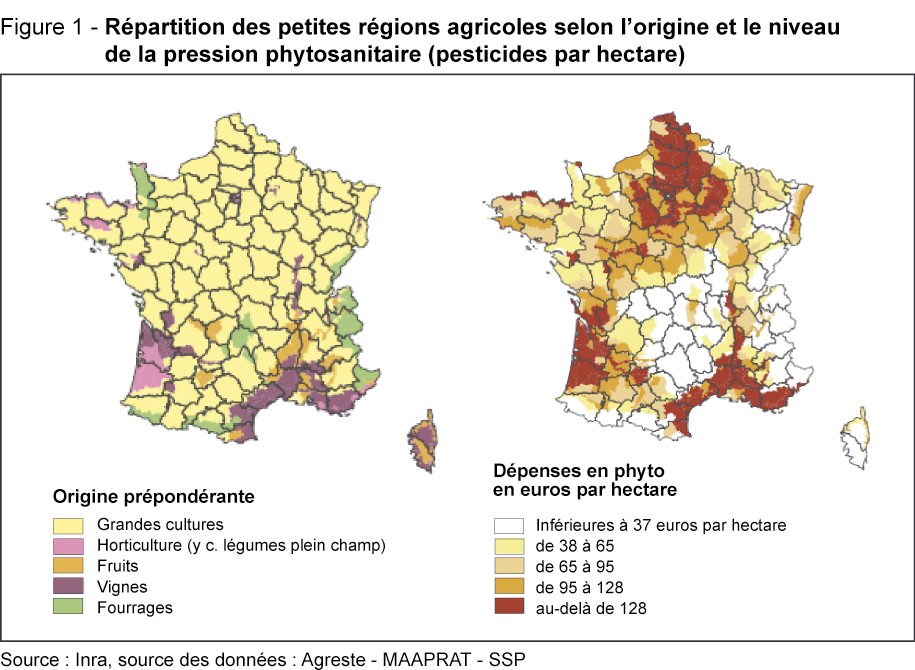 Figure 1 - Répartition des petites régions agricoles selon l’origine et le niveau
de la pression phytosanitaire (pesticides par hectare)
Origine prépondérante
Grandes cultures
Horticulture (y c. légumes plein champ)
Fruits
Vignes
Fourrages
Dépenses en phyto
en euros par hectare
Inférieures à 37 euros par hectare
de 38 à 65
de 65 à 95
de 95 à 128
au-delà de 128
Source : Inra, source des données : Agreste - MAAPRAT - SSP